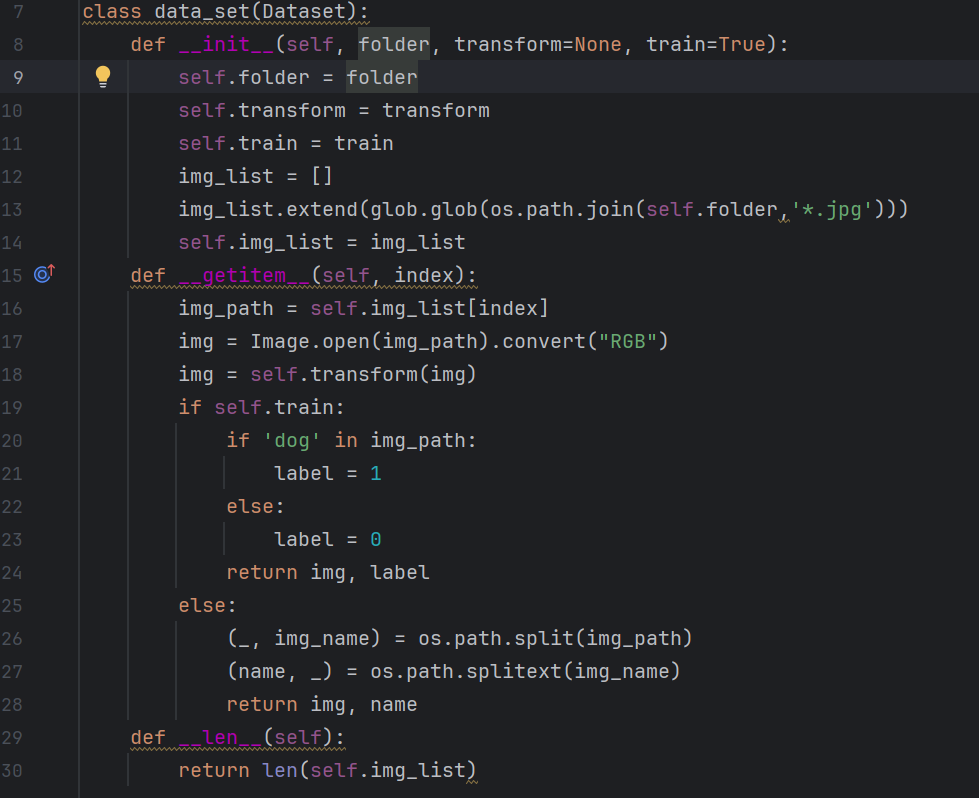 7 class data_set(Dataset):
8     def __init__(self, folder, transform=None, train=True):
9         self.folder = folder
10         self.transform = transform
11         self.train = train
12         img_list = []
13         img_list.extend(glob.glob(os.path.join(self.folder,'*.jpg')))
14         self.img_list = img_list
15     def __getitem__(self, index):
16         img_path = self.img_list[index]
17         img = Image.open(img_path).convert("RGB")
18         img = self.transform(img)
19         if self.train:
20             if 'dog' in img_path:
21                 label = 1
22             else:
23                 label = 0
24             return img, label
25         else:
26             (_, img_name) = os.path.split(img_path)
27             (name, _) = os.path.splitext(img_name)
28             return img, name
29     def __len__(self):
30         return len(self.img_list)